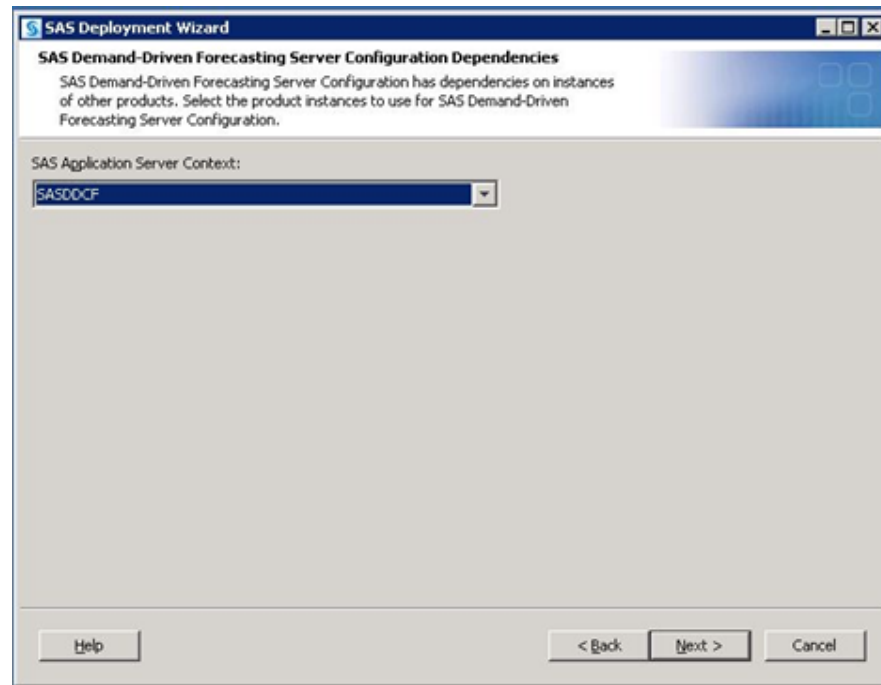 SAS Deployment Wizard
SAS Demand-Driven Forecasting Server Configuration Dependencies
SAS Demand-Driven Forecasting Server Configuration has dependencies on instances
of other products. Select the product instances to use for SAS Demand-Driven
Forecasting Server Configuration.
SAS Application Server Context:
SASDDCF
Help
< Back
Next >
Cancel